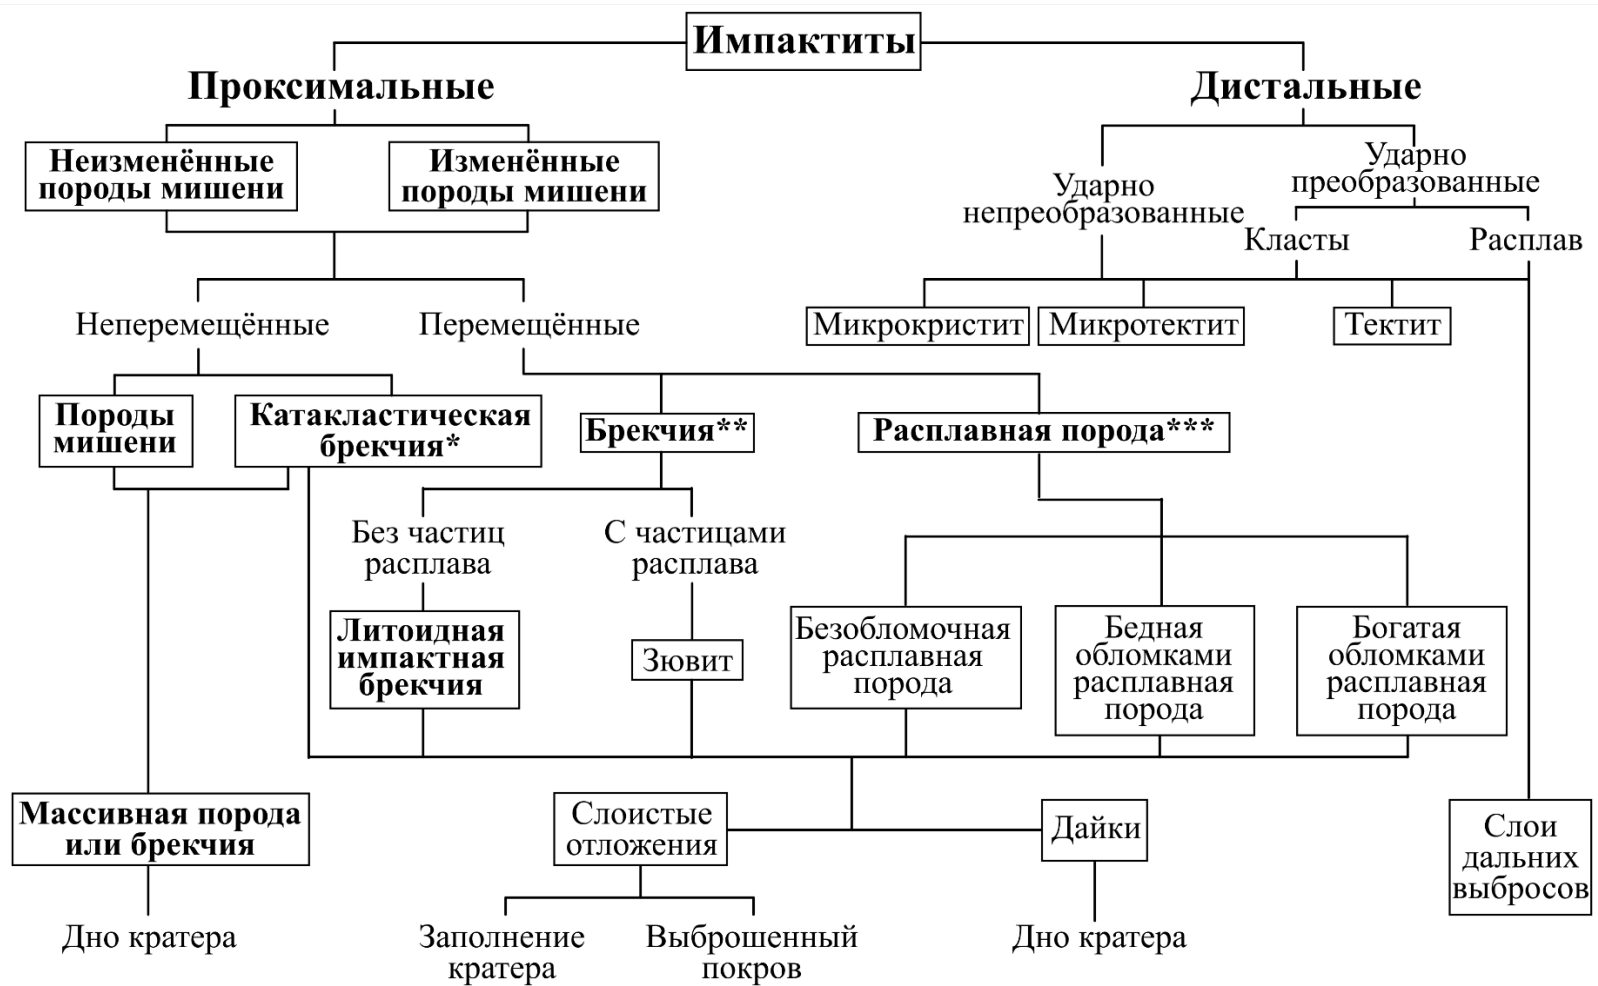 Импактиты
Проксимальные
Дистальные
Неизменённые
породы мишени
Изменённые
породы мишени
Ударно
непреобразованные
Ударно
преобразованные
Класты
Расплав
Неперемещённые
Перемещённые
Микрокристит
Микротектит
Тектит
Породы
мишени
Катакластическая
брекчия*
Брекчия**
Расплавная порода***
Без частиц
расплава
С частицами
расплава
Литоидная
импактная
брекчия
Зювит
Безобломочная
расплавная
порода
Бедная
обломками
расплавная
порода
Богатая
обломками
расплавная
порода
Массивная порода
или брекчия
Слоистые
отложения
Дайки
Слои
дальних
выбросов
Дно кратера
Заполнение
кратера
Выброшенный
покров
Дно кратера